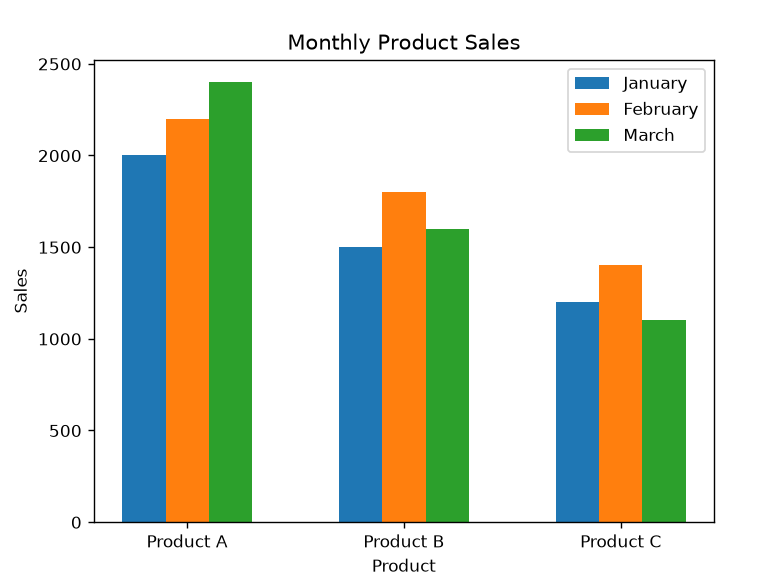 Monthly Product Sales
January
February
March
2500
2000
1500
1000
500
0
Sales
Product A
Product B
Product C
Product